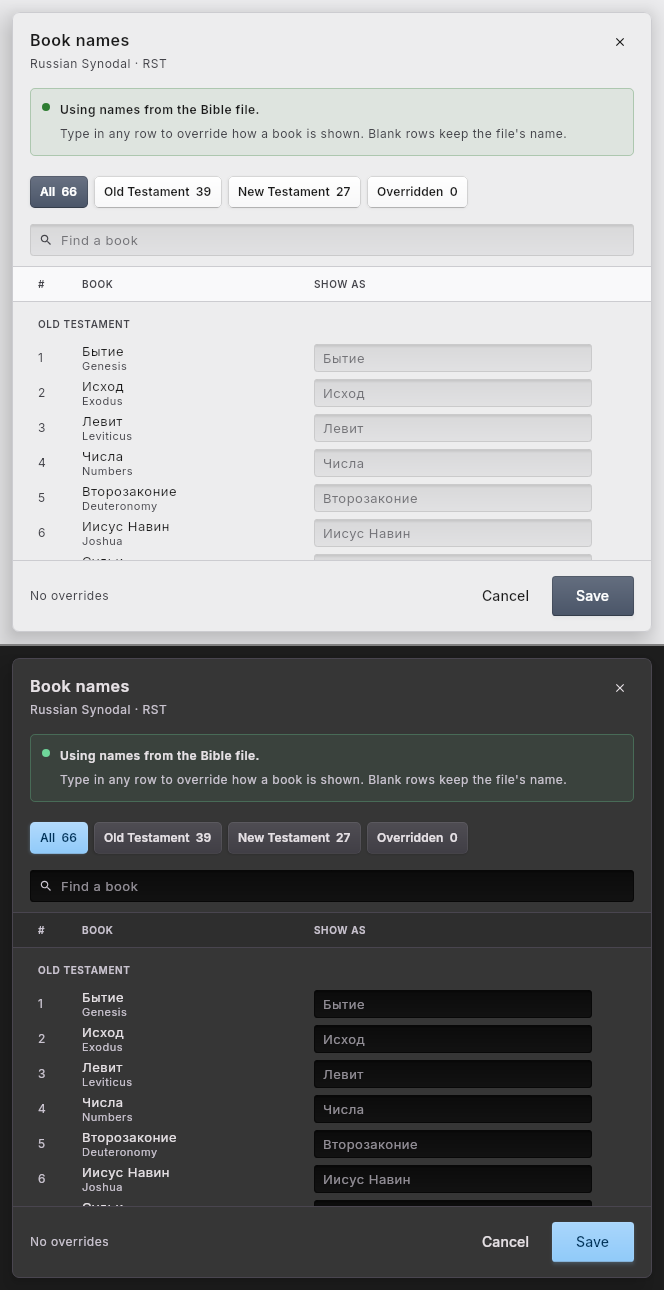 Book names
×
Russian Synodal · RST
Using names from the Bible file.
Type in any row to override how a book is shown. Blank rows keep the file's name.
All 66 Old Testament 39 New Testament 27 Overridden 0
Find a book
# BOOK SHOW AS
OLD TESTAMENT
1 Бытие Бытие
Genesis
2 Исход Исход
Exodus
3 Левит Левит
Leviticus
4 Числа Числа
Numbers
5 Второзаконие Второзаконие
Deuteronomy
6 Иисус Навин Иисус Навин
Joshua
No overrides Cancel Save
Book names
×
Russian Synodal · RST
Using names from the Bible file.
Type in any row to override how a book is shown. Blank rows keep the file's name.
All 66 Old Testament 39 New Testament 27 Overridden 0
Find a book
# BOOK SHOW AS
OLD TESTAMENT
1 Бытие Бытие
Genesis
2 Исход Исход
Exodus
3 Левит Левит
Leviticus
4 Числа Числа
Numbers
5 Второзаконие Второзаконие
Deuteronomy
6 Иисус Навин Иисус Навин
Joshua
No overrides Cancel Save